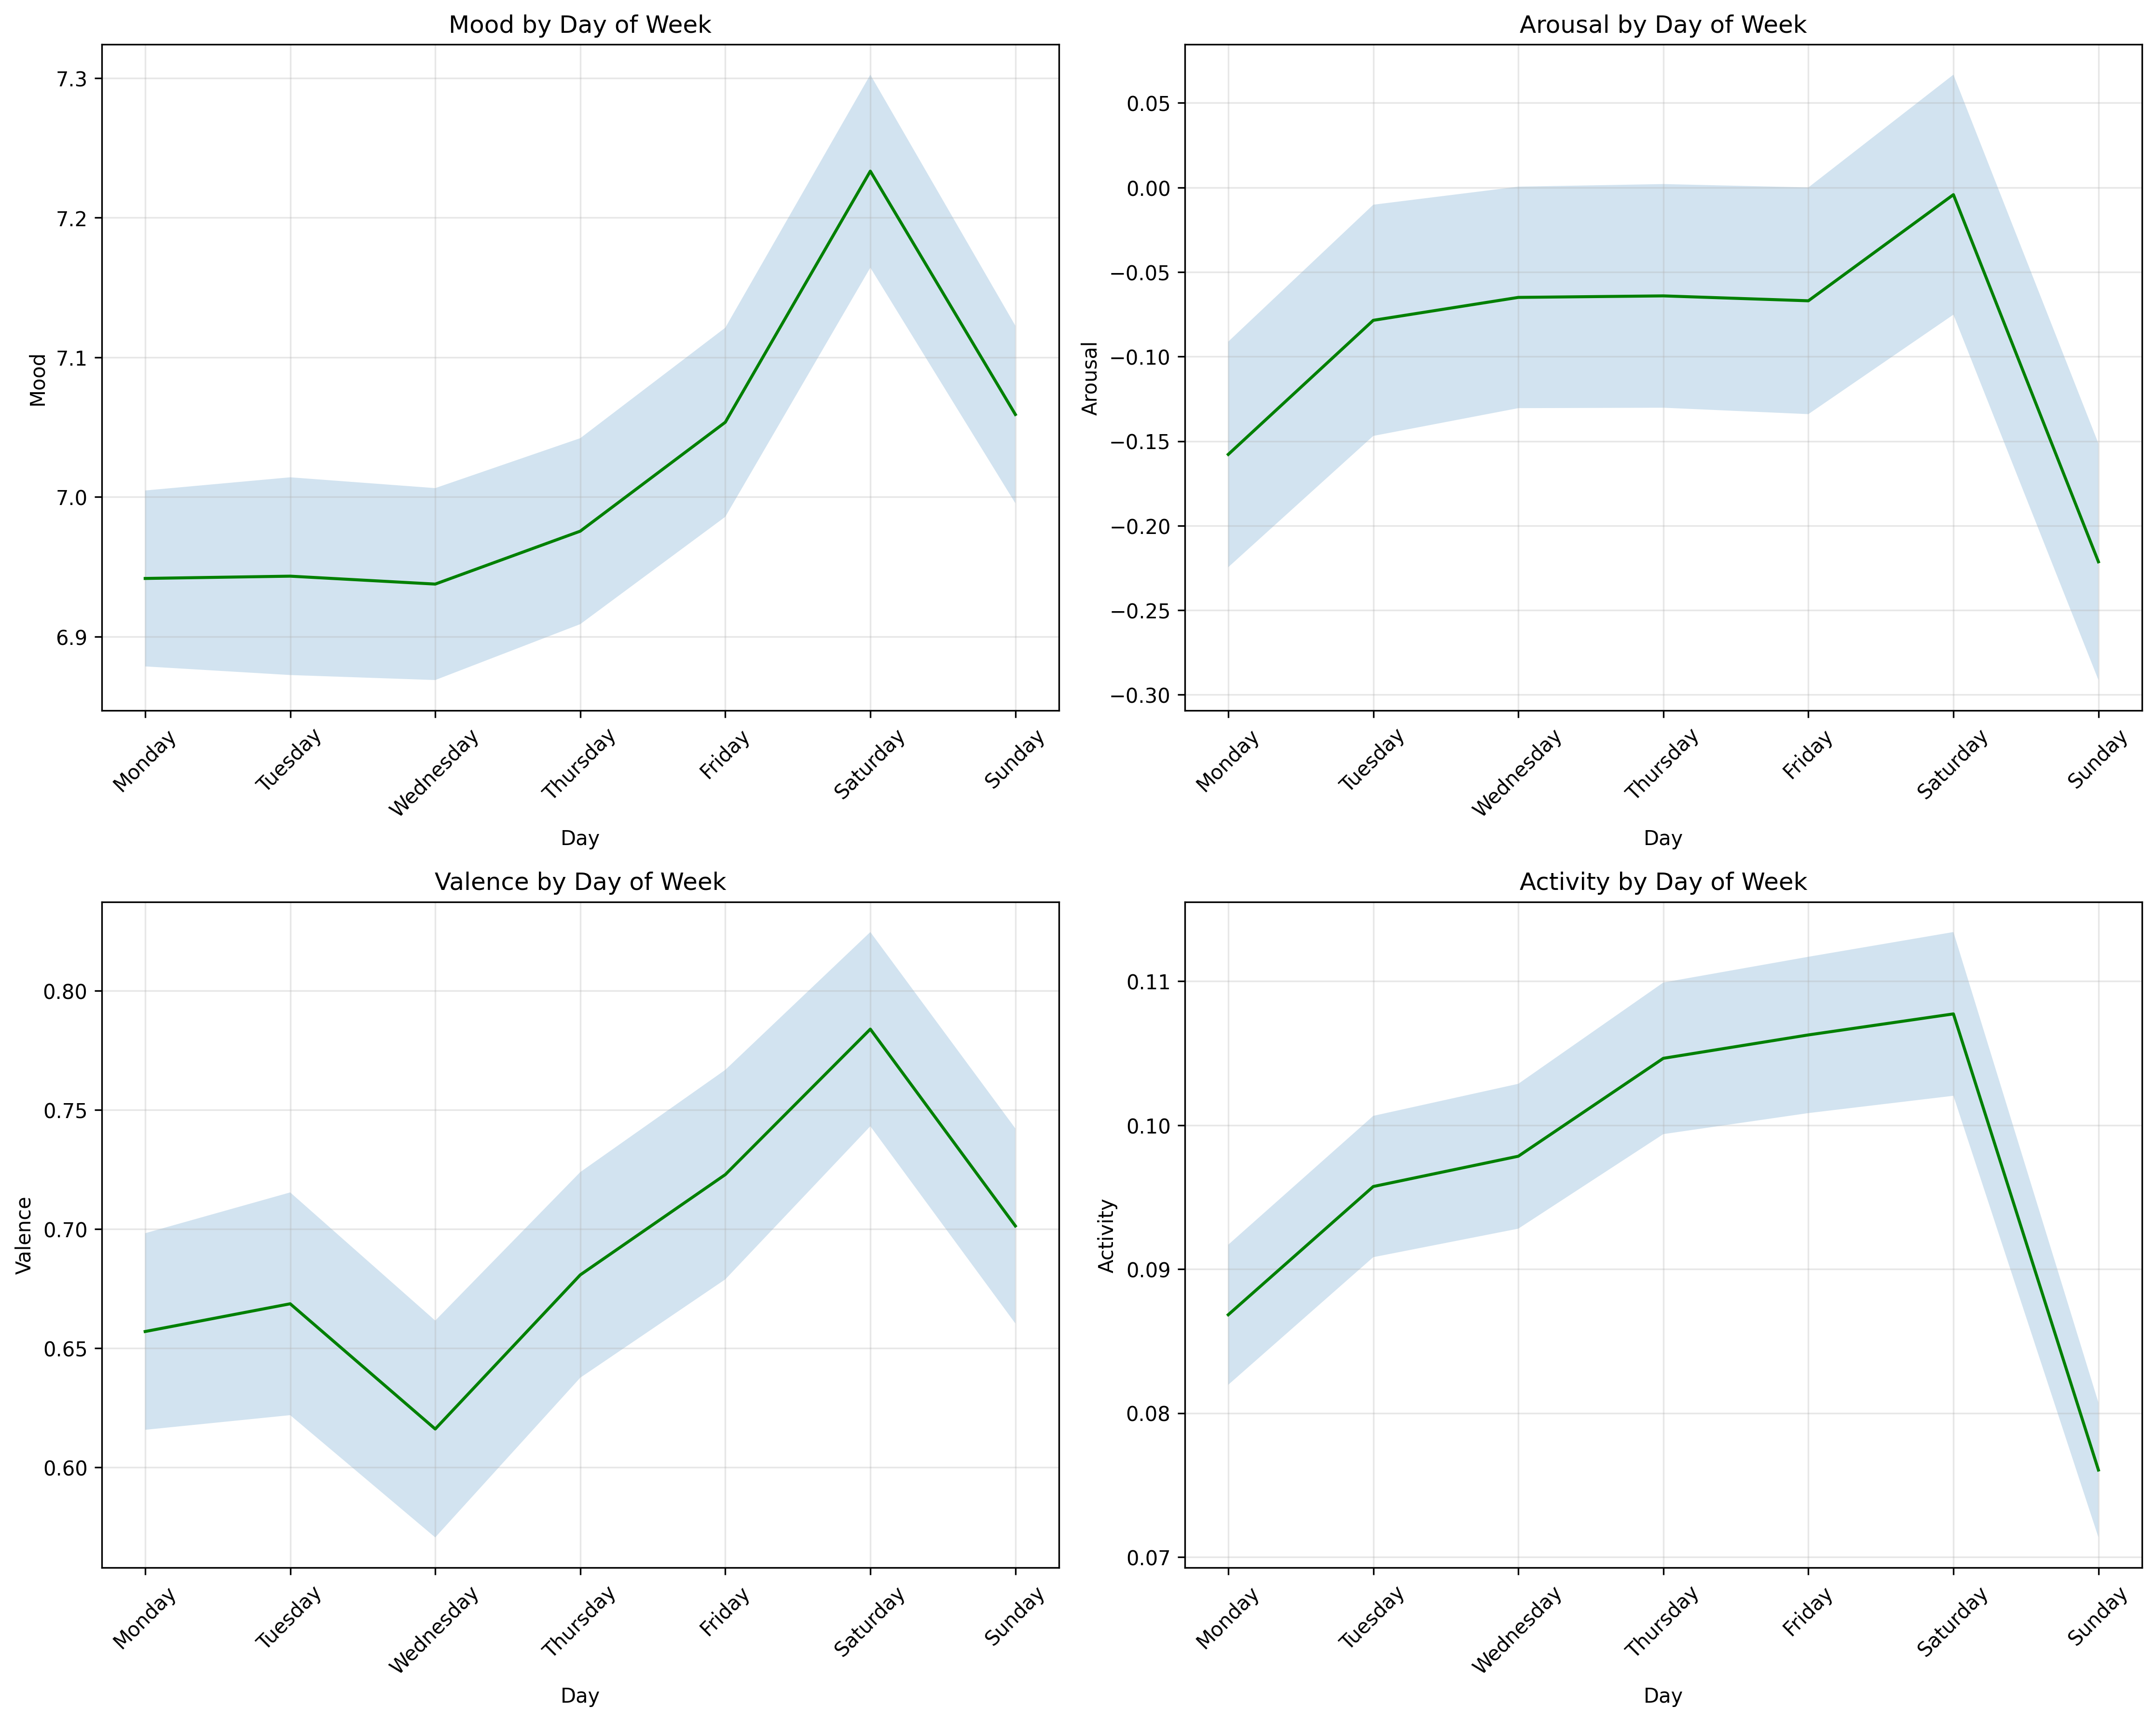 Mood by Day of Week
Mood
7.3
7.2
7.1
7.0
6.9
Monday
Tuesday
Wednesday
Thursday
Friday
Saturday
Sunday
Day
Arousal by Day of Week
Arousal
0.05
0.00
−0.05
−0.10
−0.15
−0.20
−0.25
−0.30
Monday
Tuesday
Wednesday
Thursday
Friday
Saturday
Sunday
Day
Valence by Day of Week
Valence
0.80
0.75
0.70
0.65
0.60
Monday
Tuesday
Wednesday
Thursday
Friday
Saturday
Sunday
Day
Activity by Day of Week
Activity
0.11
0.10
0.09
0.08
0.07
Monday
Tuesday
Wednesday
Thursday
Friday
Saturday
Sunday
Day